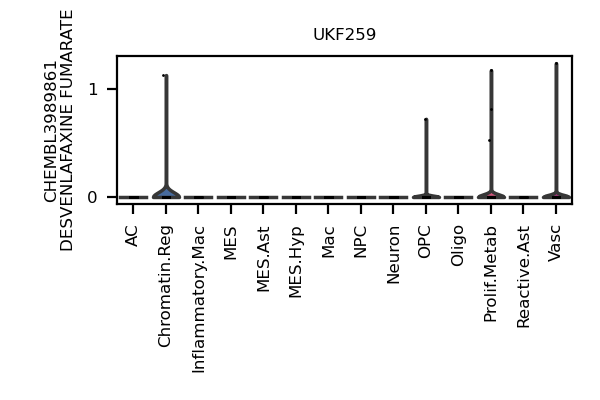 UKF259
CHEMBL3989861
DESVENLAFAXINE FUMARATE
1
0
AC
Chromatin.Reg
Inflammatory.Mac
MES
MES.Ast
MES.Hyp
Mac
NPC
Neuron
OPC
Oligo
Prolif.Metab
Reactive.Ast
Vasc